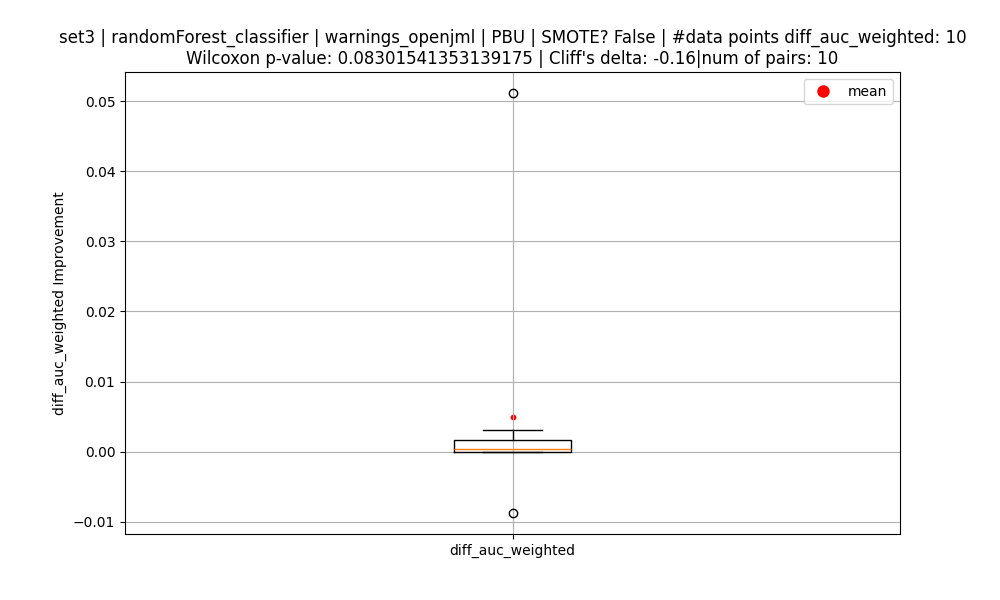 set3 | randomForest_classifier | warnings_openjml | PBU | SMOTE? False | #data points diff_auc_weighted: 10
Wilcoxon p-value: 0.08301541353139175 | Cliff's delta: -0.16|num of pairs: 10
mean
diff_auc_weighted Improvement
0.05
0.04
0.03
0.02
0.01
0.00
−0.01
diff_auc_weighted